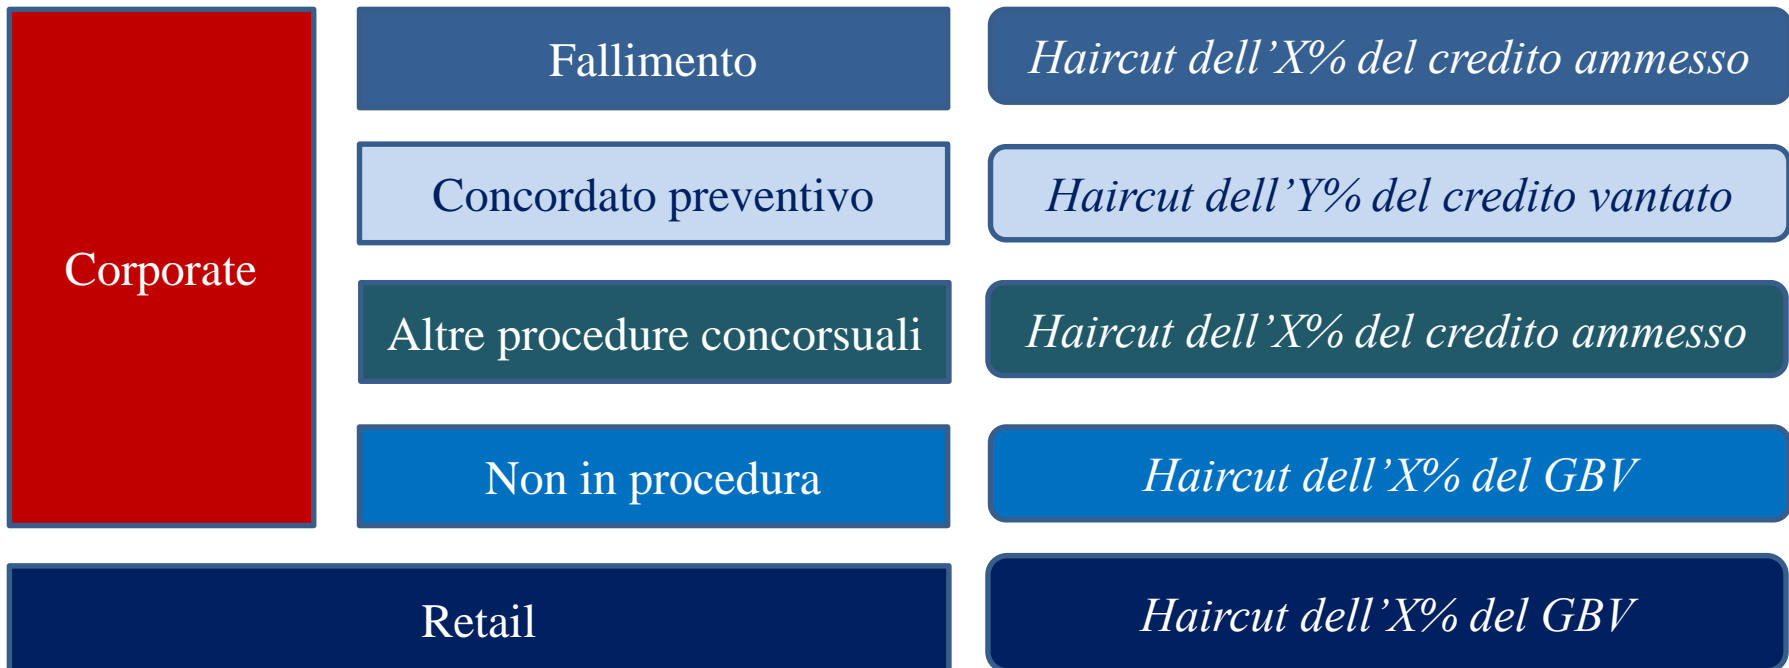 Corporate
Fallimento
Haircut dell’X% del credito ammesso
Concordato preventivo
Haircut dell’Y% del credito vantato
Altre procedure concorsuali
Haircut dell’X% del credito ammesso
Non in procedura
Haircut dell’X% del GBV
Retail
Haircut dell’X% del GBV